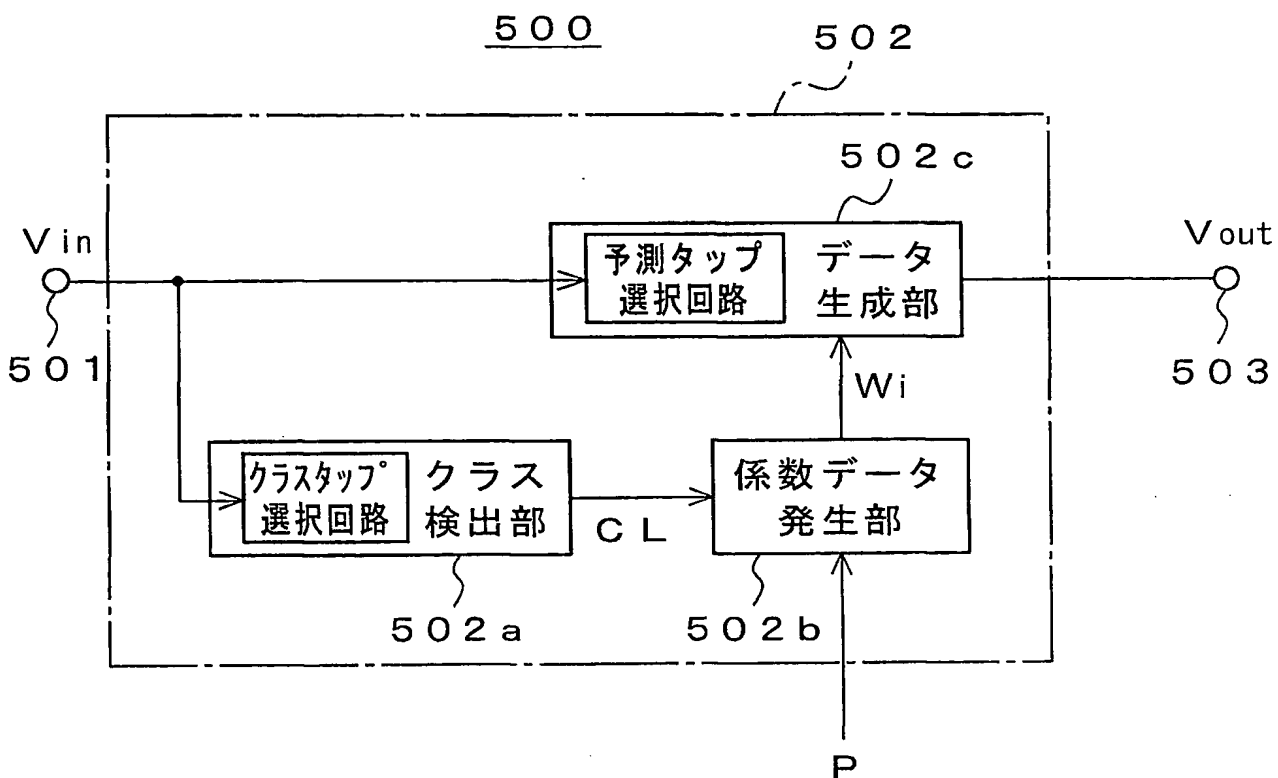 500
502
502c
Vin
予測タップ
選択回路
データ
生成部
Vout
501
503
Wi
クラスタップ
選択回路
クラス
検出部
CL
係数データ
発生部
502a
502b
P